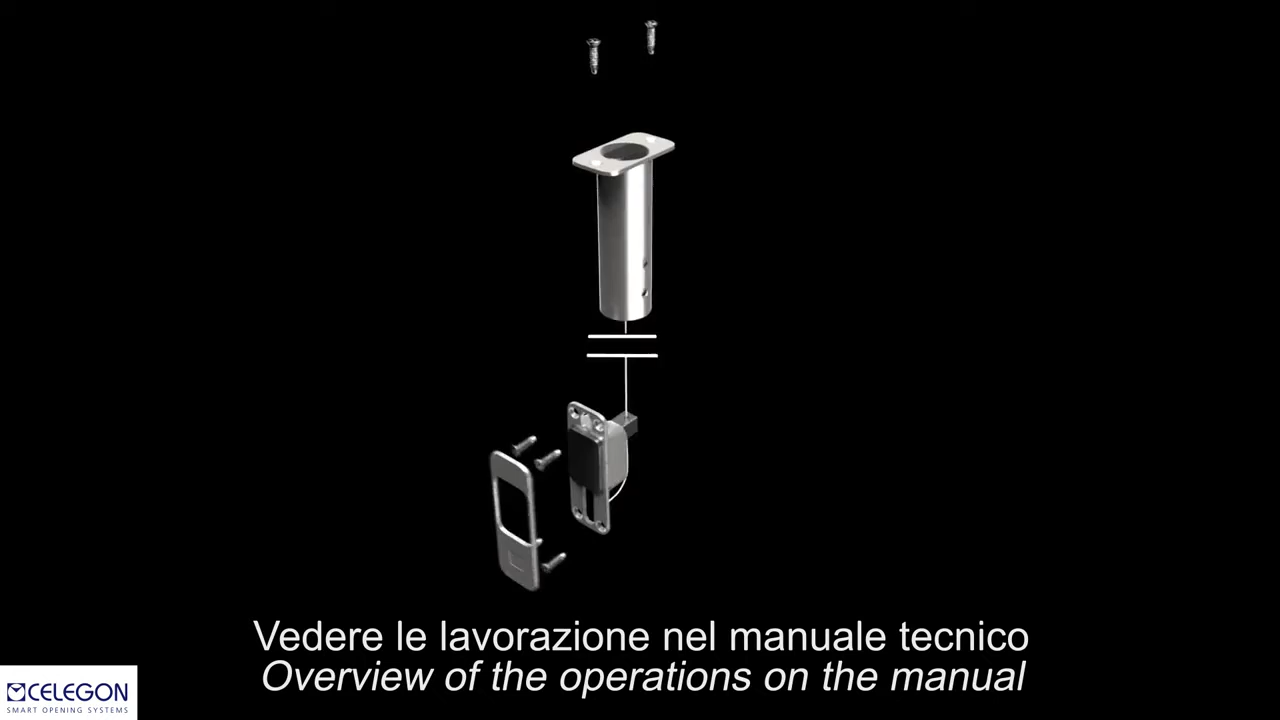 Vedere le lavorazione nel manuale tecnico
Overview of the operations on the manual
CELEGON
SMART OPENING SYSTEMS